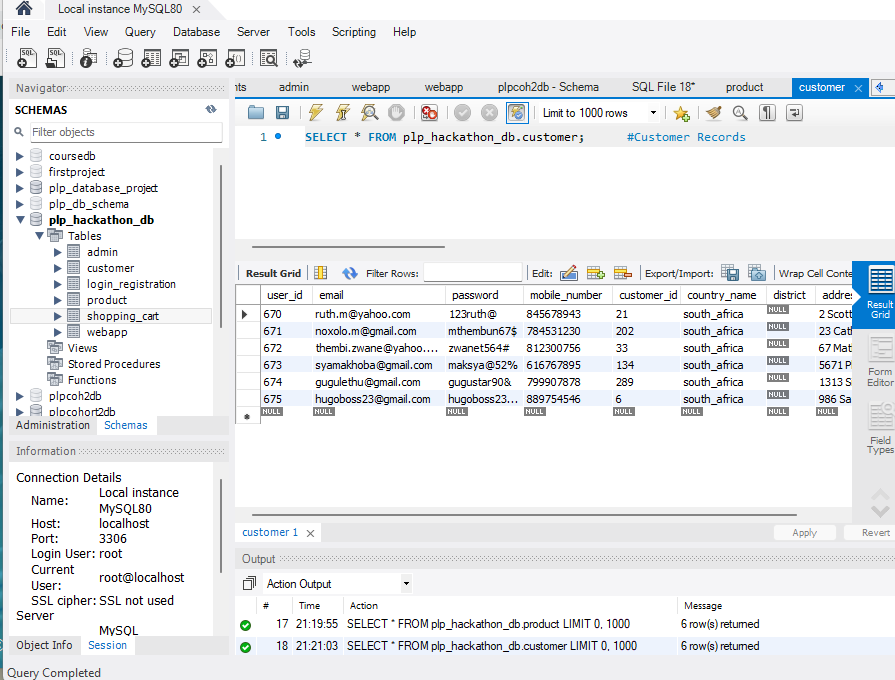 Local instance MySQL80
File Edit View Query Database Server Tools Scripting Help
Navigator
SCHEMAS
Filter objects
coursedb
firstproject
plp_database_project
plp_db_schema
plp_hackathon_db
Tables
admin
customer
login_registration
product
shopping_cart
webapp
Views
Stored Procedures
Functions
plpcoh2db
plpcohort2db
Administration Schemas
Information
Connection Details
Name: Local instance MySQL80
Host: localhost
Port: 3306
Login User: root
Current User: root@localhost
SSL cipher: SSL not used
Server
MySQL
Object Info Session
Query Completed
nts admin webapp webapp plpcoh2db - Schema SQL File 18* product customer
Limit to 1000 rows
1 SELECT * FROM plp_hackathon_db.customer; #Customer Records
Result Grid Filter Rows: Edit: Export/Import: Wrap Cell Conte
user_id email password mobile_number customer_id country_name district addres
670 ruth.m@yahoo.com 123ruth@ 845678943 21 south_africa NULL 2 Scott
671 noxolo.m@gmail.com mthembun67$ 784531230 202 south_africa NULL 23 Cath
672 thembi.zwane@yahoo.... zwanet564# 812300756 33 south_africa NULL 67 Mat
673 syamakhoba@gmail.com maksya@52% 616767895 134 south_africa NULL 5671 P
674 gugulethu@gmail.com gugustar90& 799907878 289 south_africa NULL 1313 S
675 hugoboss23@gmail.com hugoboss23... 889754546 6 south_africa NULL 986 Sa
NULL NULL NULL NULL NULL NULL NULL NULL
Result Grid
Form Editor
Field Types
customer 1 Apply Revert
Output
Action Output
# Time Action Message
17 21:19:55 SELECT * FROM plp_hackathon_db.product LIMIT 0, 1000 6 row(s) returned
18 21:21:03 SELECT * FROM plp_hackathon_db.customer LIMIT 0, 1000 6 row(s) returned